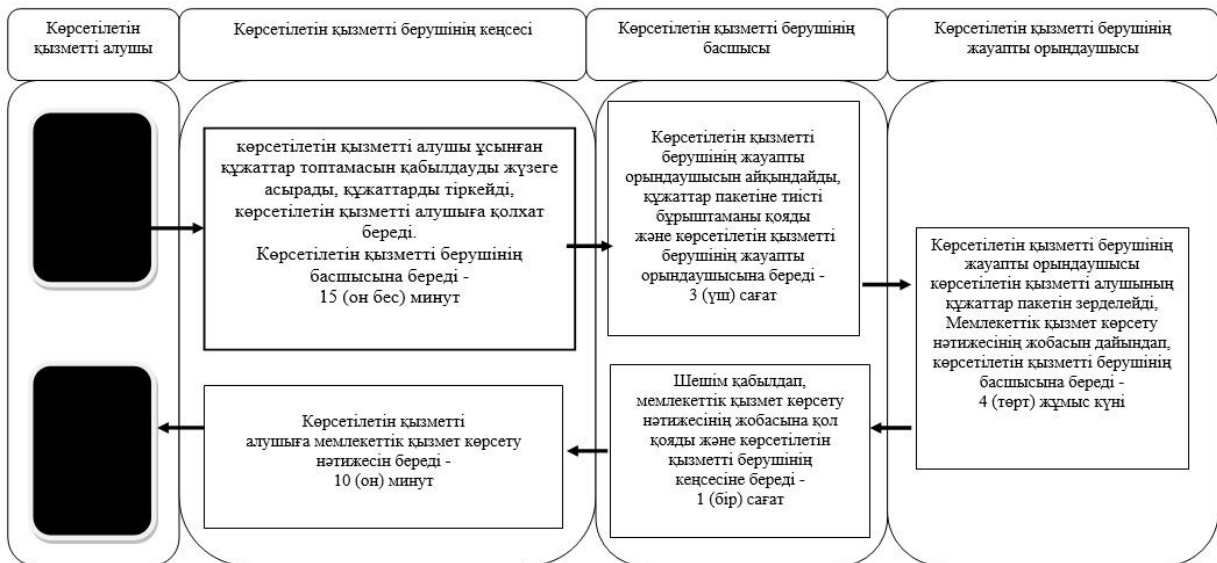 Көрсетілетін
қызметті алушы
Көрсетілетін қызметті берушінің кеңсесі
Көрсетілетін қызметті берушінің
басшысы
Көрсетілетін қызметті берушінің
жауапты орындаушысы
көрсетілетін қызметті алушы ұсынған
құжаттар топтамасын қабылдауды жүзеге
асырады, құжаттарды тіркейді,
көрсетілетін қызметті алушыға қолхат
береді.
Көрсетілетін қызметті берушінің
басшысына береді -
15 (он бес) минут
Көрсетілетін қызметті
берушінің жауапты
орындаушысын айқындайды,
құжаттар пакетіне тиісті
бұрыштаманы қояды
және көрсетілетін қызметті
берушінің жауапты
орындаушысына береді -
3 (үш) сағат
Көрсетілетін қызметті берушінің
жауапты орындаушысы
көрсетілетін қызметті алушының
құжаттар пакетін зерделейді,
Мемлекеттік қызмет көрсету
нәтижесінің жобасын дайындап,
көрсетілетін қызметті берушінің
басшысына береді -
4 (төрт) жұмыс күні
Шешім қабылдап,
мемлекеттік қызмет көрсету
нәтижесінің жобасына қол
қояды және көрсетілетін
қызметті берушінің
кеңсесіне береді -
1 (бір) сағат
Көрсетілетін қызметті
алушыға мемлекеттік қызмет көрсету
нәтижесін береді -
10 (он) минут